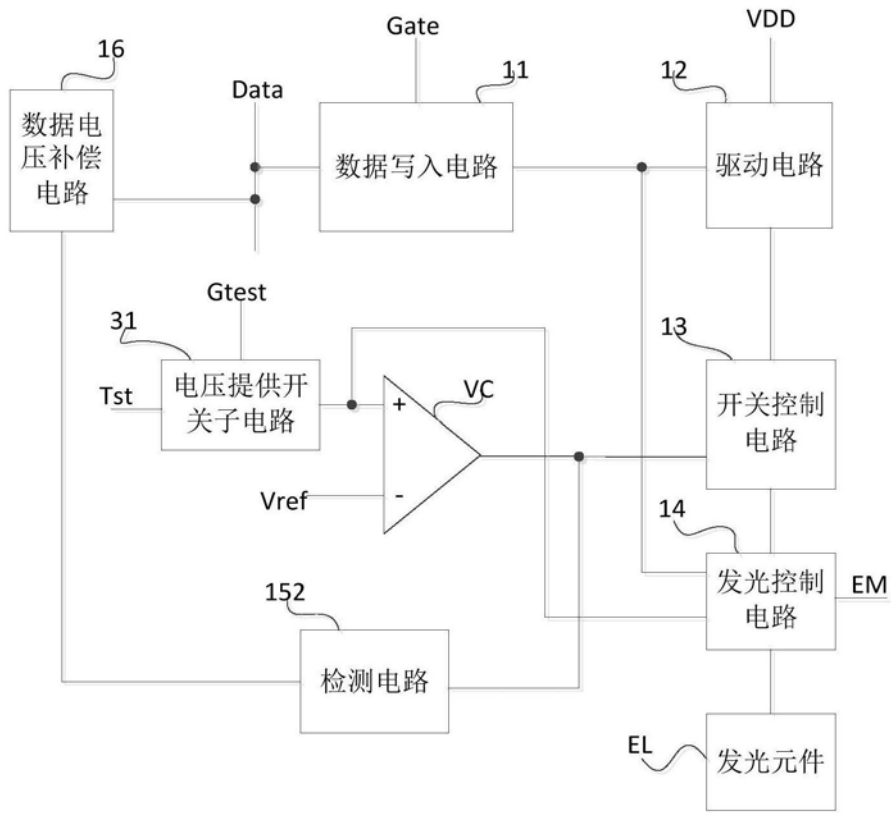 16
数据电
压补偿
电路
Data
Gate
11
数据写入电路
VDD
12
驱动电路
Gtest
31
Tst
电压提供开
关子电路
+
-
VC
Vref
13
开关控制
电路
14
发光控制
电路
EM
152
检测电路
EL
发光元件